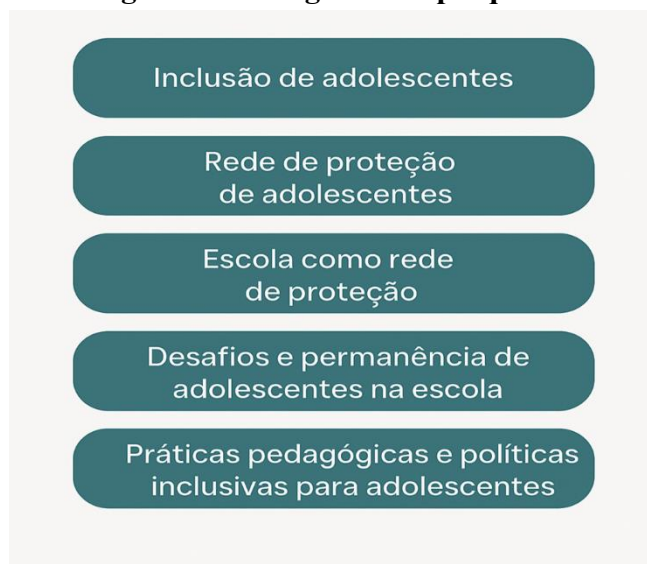 Inclusão de adolescentes
Rede de proteção
de adolescentes
Escola como rede
de proteção
Desafios e permanência de
adolescentes na escola
Práticas pedagógicas e políticas
inclusivas para adolescentes